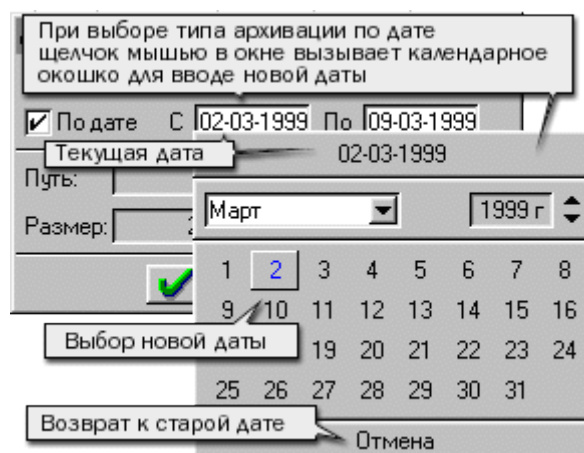 При выборе типа архивации по дате
щелчок мышью в окне вызывает календарное
окошко для вводе новой даты
По дате С 02-03-1999 По 09-03-1999
Текущая дата 02-03-1999
Путь:
Март 1999 г
Размер: 2
1 2 3 4 5 6 7 8
9 10 11 12 13 14 15 16
Выбор новой даты 19 20 21 22 23 24
25 26 27 28 29 30 31
Возврат к старой дате
Отмена